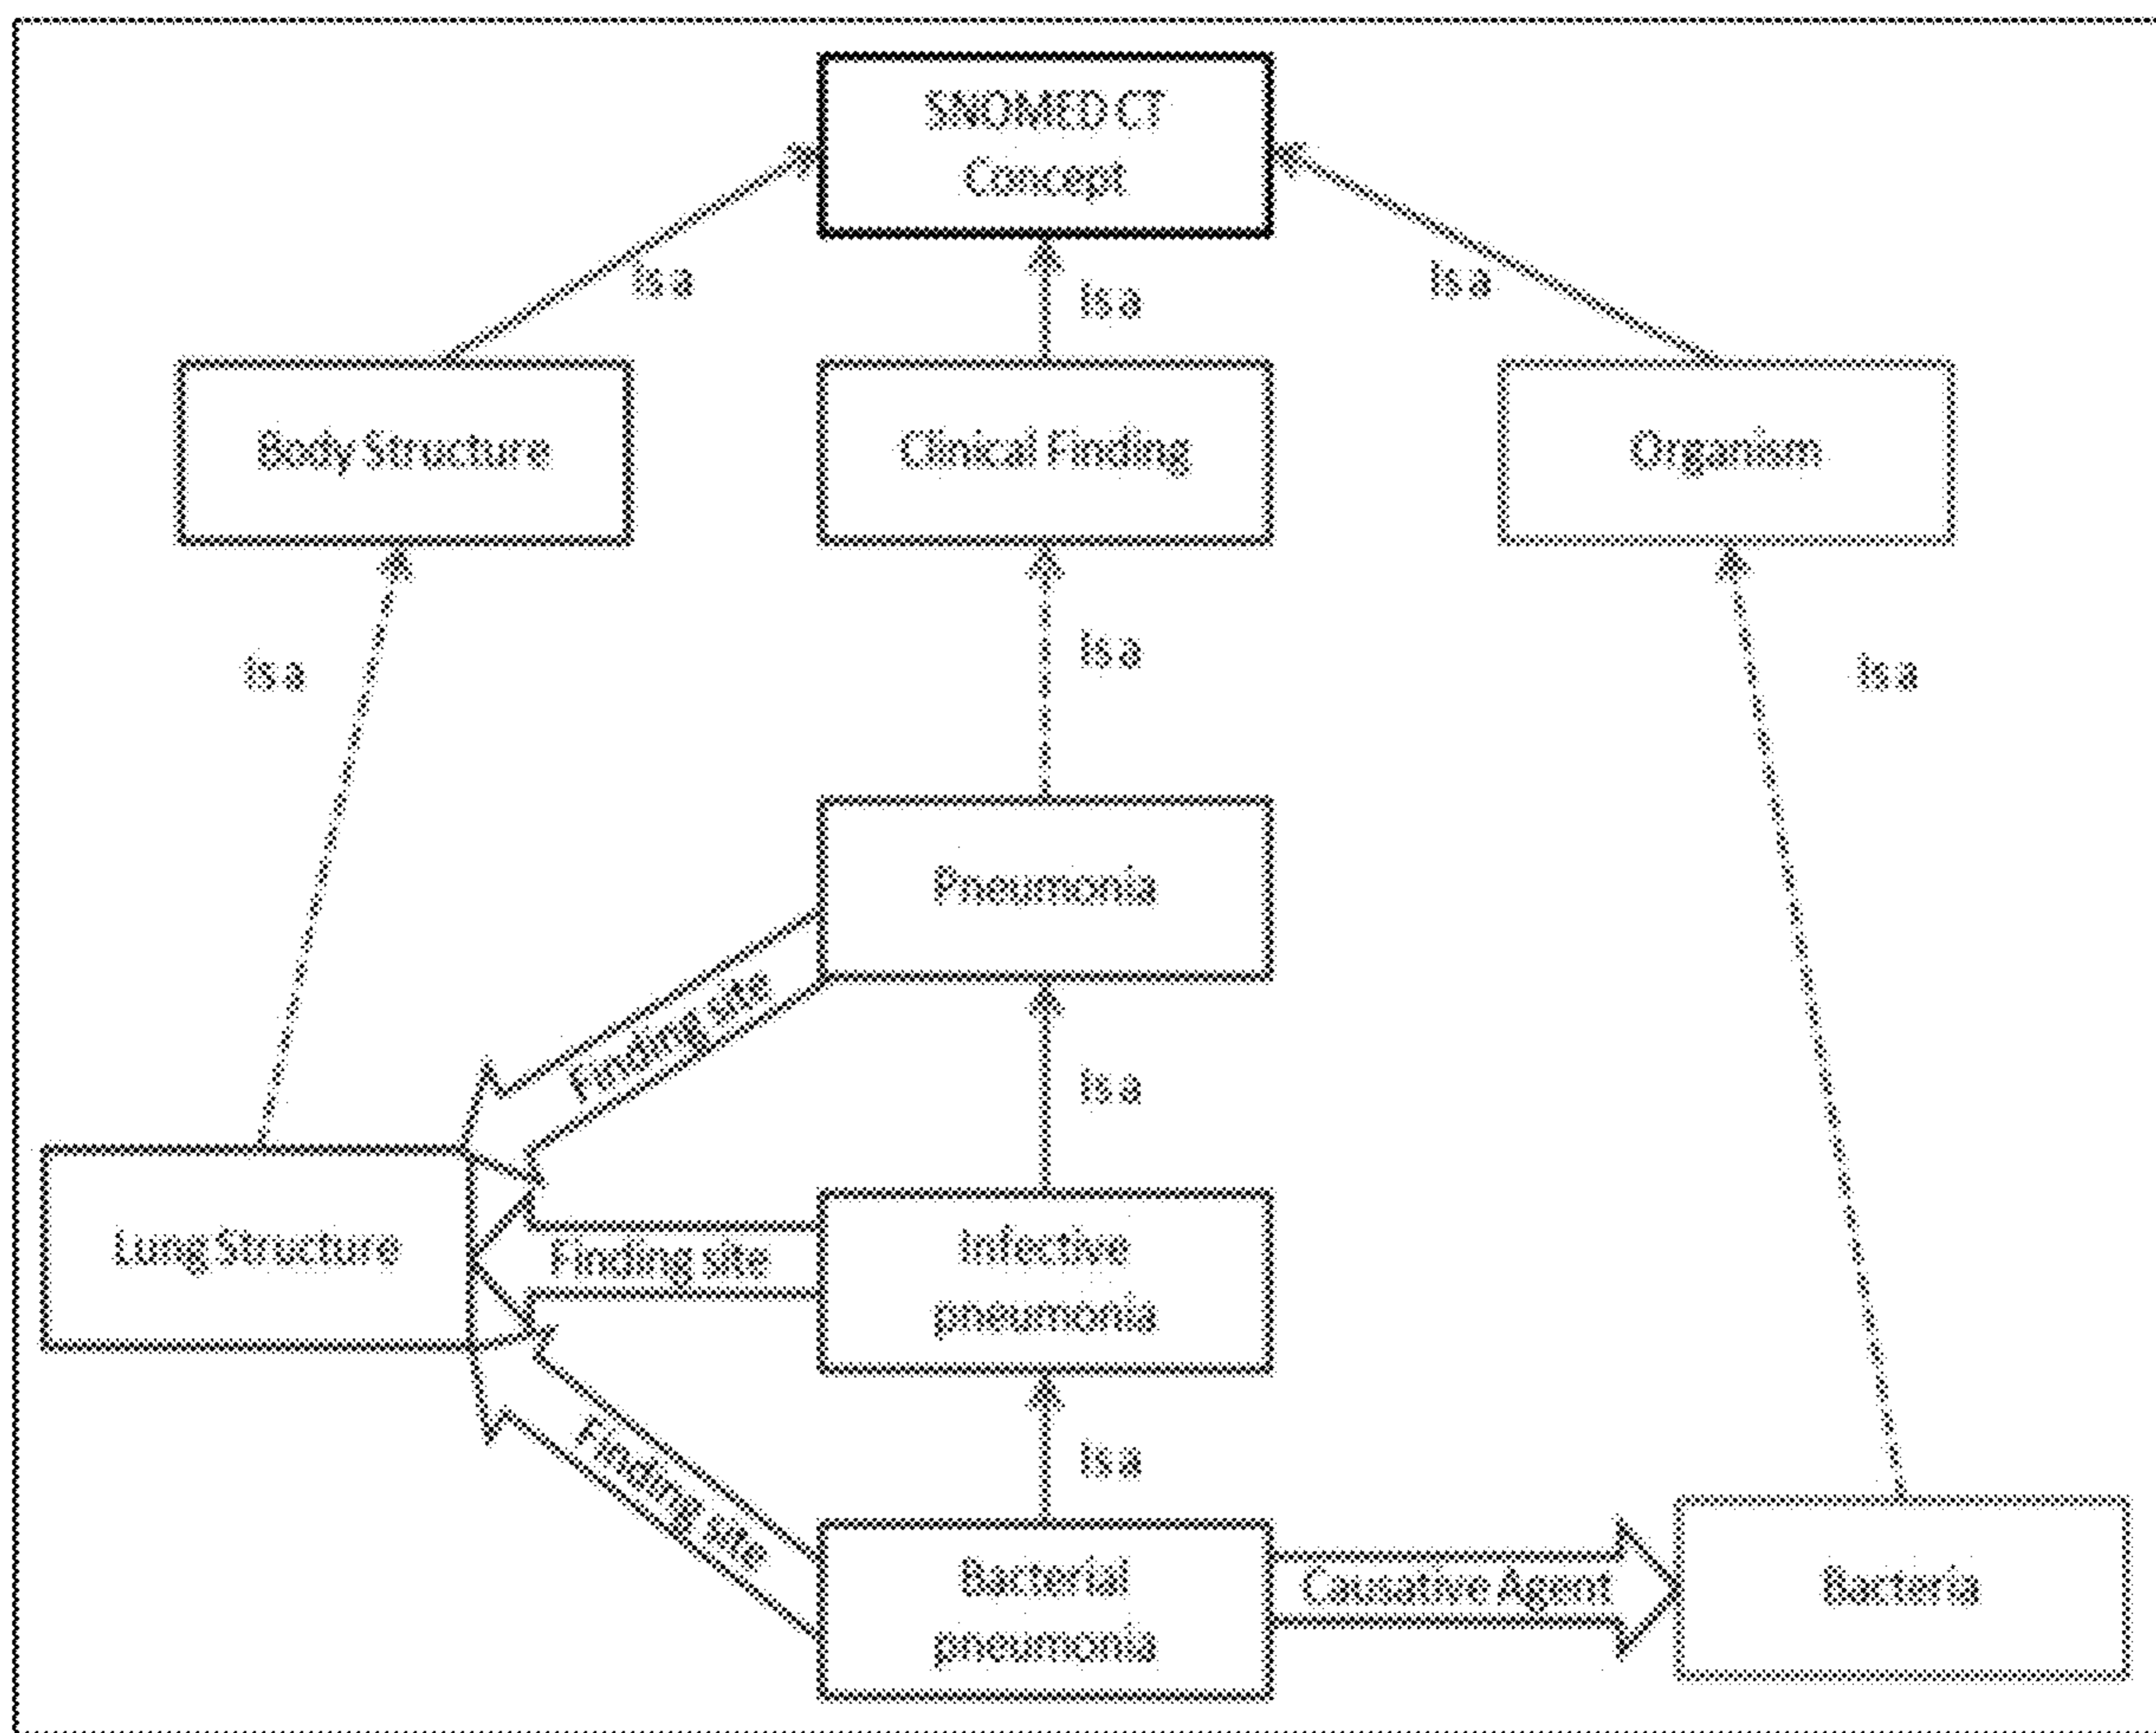 SNOMED CT
Concept
is a
is a
is a
Body Structure
Clinical Finding
Organism
is a
is a
is a
Pneumonia
Finding site
is a
Lung Structure
Finding site
Infective
pneumonia
Finding site
is a
Bacterial
pneumonia
Causative Agent
Bacteria